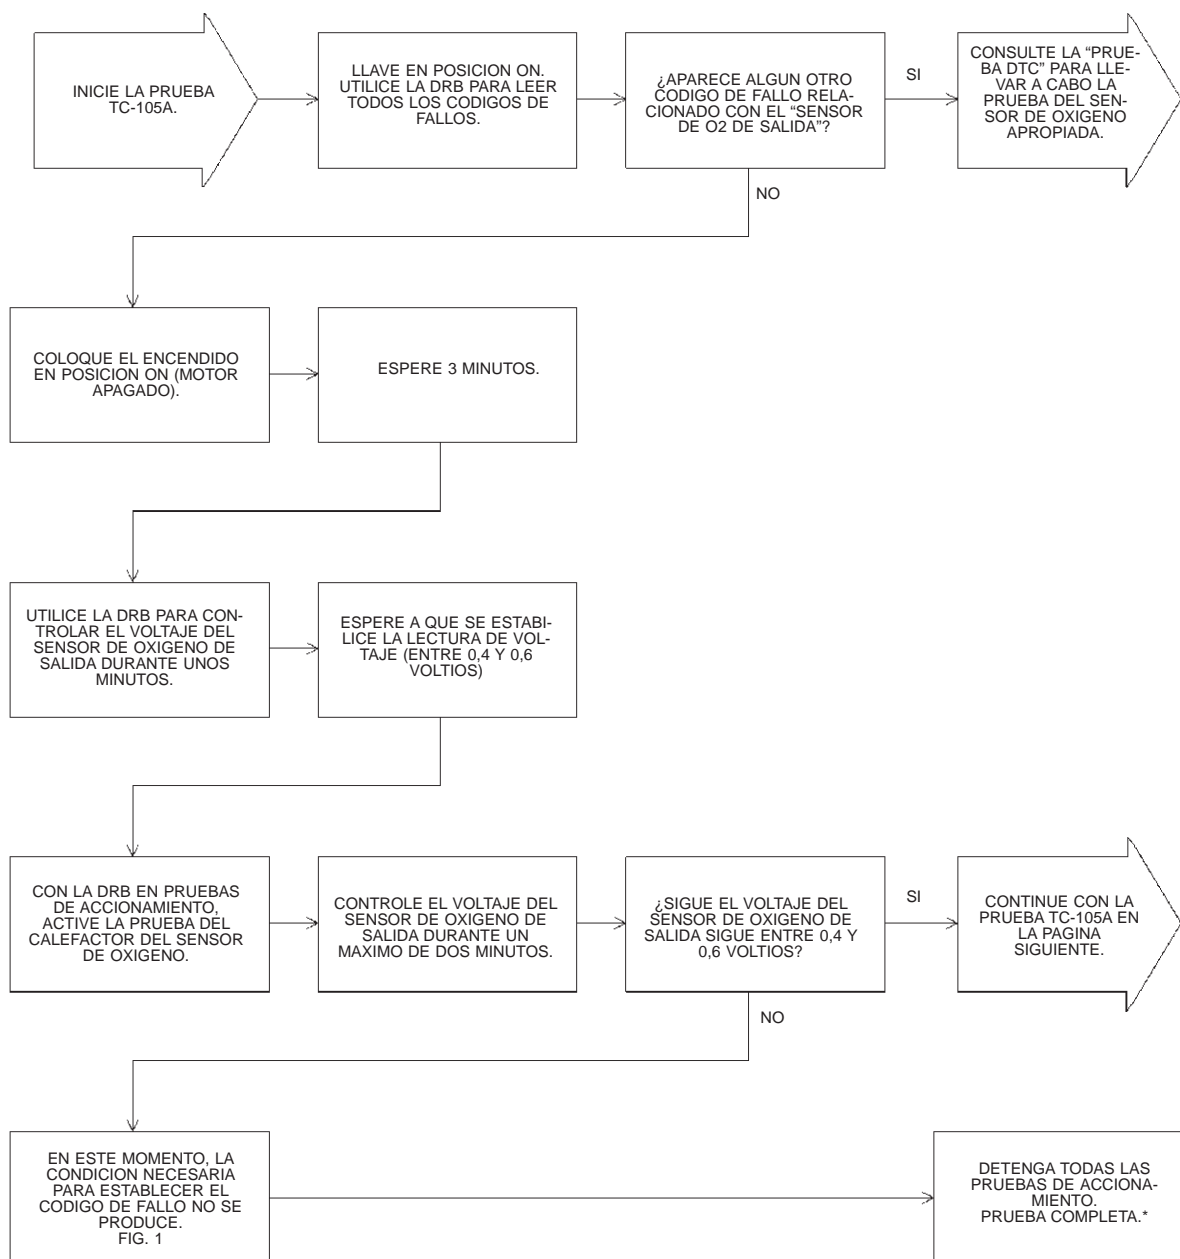 INICIE LA PRUEBA
TC-105A.
LLAVE EN POSICION ON.
UTILICE LA DRB PARA LEER
TODOS LOS CODIGOS DE
FALLOS.
¿APARECE ALGUN OTRO
CODIGO DE FALLO RELA-
CIONADO CON EL “SENSOR
DE O2 DE SALIDA”?
SI
CONSULTE LA “PRUE-
BA DTC” PARA LLE-
VAR A CABO LA
PRUEBA DEL SEN-
SOR DE OXIGENO
APROPIADA.
NO
COLOQUE EL ENCENDIDO
EN POSICION ON (MOTOR
APAGADO).
ESPERE 3 MINUTOS.
UTILICE LA DRB PARA CON-
TROLAR EL VOLTAJE DEL
SENSOR DE OXIGENO DE
SALIDA DURANTE UNOS
MINUTOS.
ESPERE A QUE SE ESTABI-
LICE LA LECTURA DE VOL-
TAJE (ENTRE 0,4 Y 0,6
VOLTIOS)
CON LA DRB EN PRUEBAS
DE ACCIONAMIENTO,
ACTIVE LA PRUEBA DEL
CALEFACTOR DEL SENSOR
DE OXIGENO.
CONTROLE EL VOLTAJE DEL
SENSOR DE OXIGENO DE
SALIDA DURANTE UN
MAXIMO DE DOS MINUTOS.
¿SIGUE EL VOLTAJE DEL
SENSOR DE OXIGENO DE
SALIDA SIGUE ENTRE 0,4 Y
0,6 VOLTIOS?
SI
CONTINUE CON LA
PRUEBA TC-105A EN
LA PAGINA
SIGUIENTE.
NO
EN ESTE MOMENTO, LA
CONDICION NECESARIA
PARA ESTABLECER EL
CODIGO DE FALLO NO SE
PRODUCE.
FIG. 1
DETENGA TODAS LAS
PRUEBAS DE ACCIONA-
MIENTO.
PRUEBA COMPLETA.*